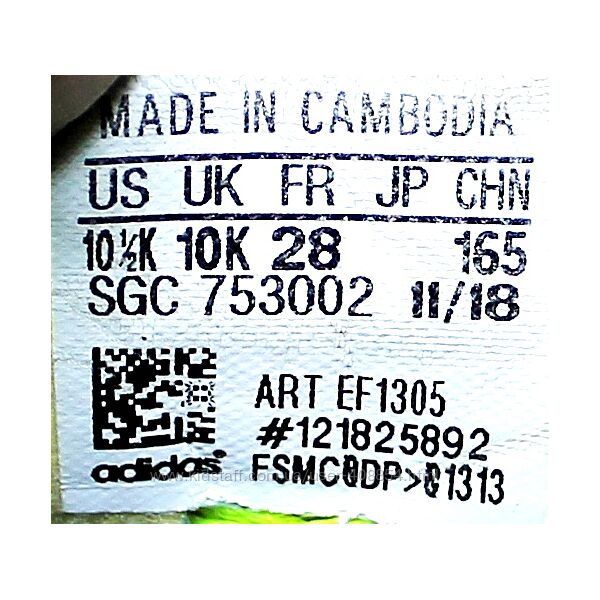 MADE IN CAMBODIA
US UK FR JP CHN
10½K 10K 28 165
SGC 753002 11/18
ART EF1305
#121825892
adidas